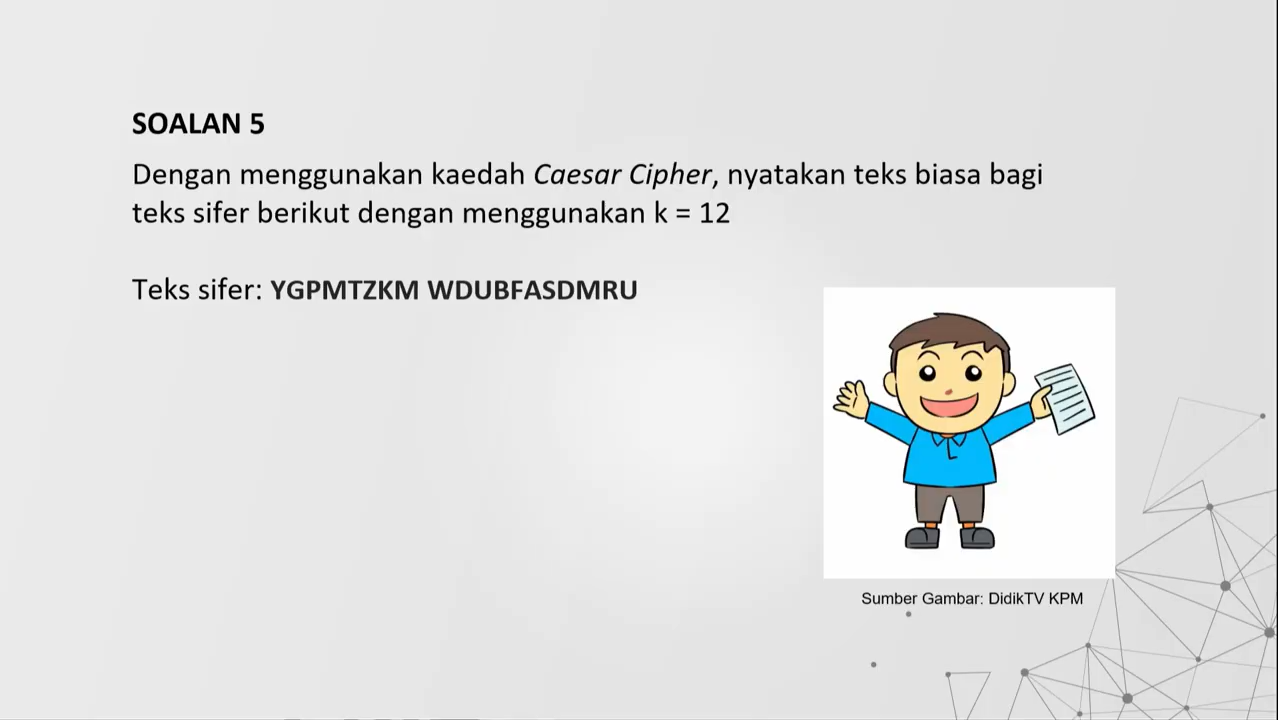 SOALAN 5
Dengan menggunakan kaedah Caesar Cipher, nyatakan teks biasa bagi
teks sifer berikut dengan menggunakan k = 12
Teks sifer: YGPMTZKM WDUBFASDMRU
Sumber Gambar: DidikTV KPM